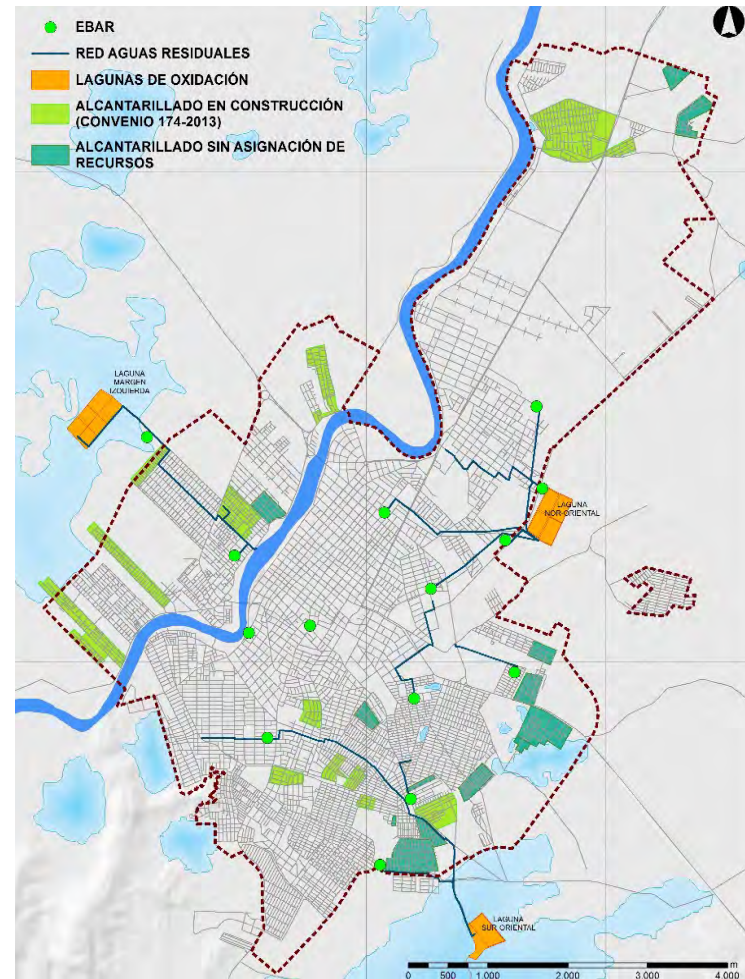 EBAR
RED AGUAS RESIDUALES
LAGUNAS DE OXIDACIÓN
ALCANTARILLADO EN CONSTRUCCIÓN
(CONVENIO 174-2013)
ALCANTARILLADO SIN ASIGNACIÓN DE
RECURSOS
LAGUNA
MARGEN
IZQUIERDA
LAGUNA
NOR-ORIENTAL
LAGUNA
SUR ORIENTAL
m
0 500 1.000 2.000 3.000 4.000